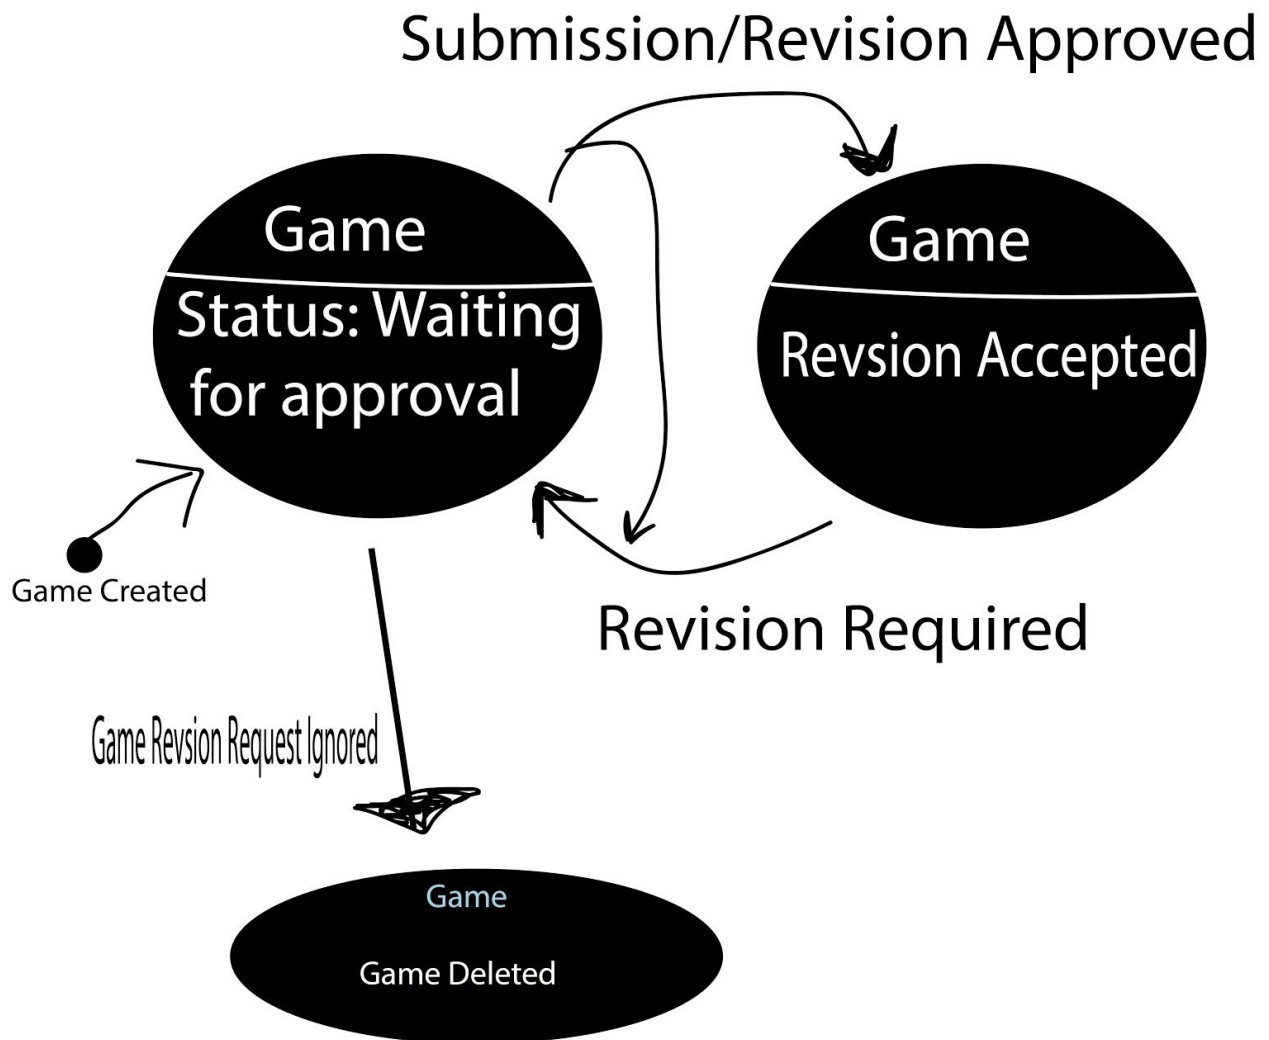 Submission/Revision Approved
Game
Status: Waiting
for approval
Game
Revsion Accepted
Game Created
Revision Required
Game Revsion Request Ignored
Game
Game Deleted